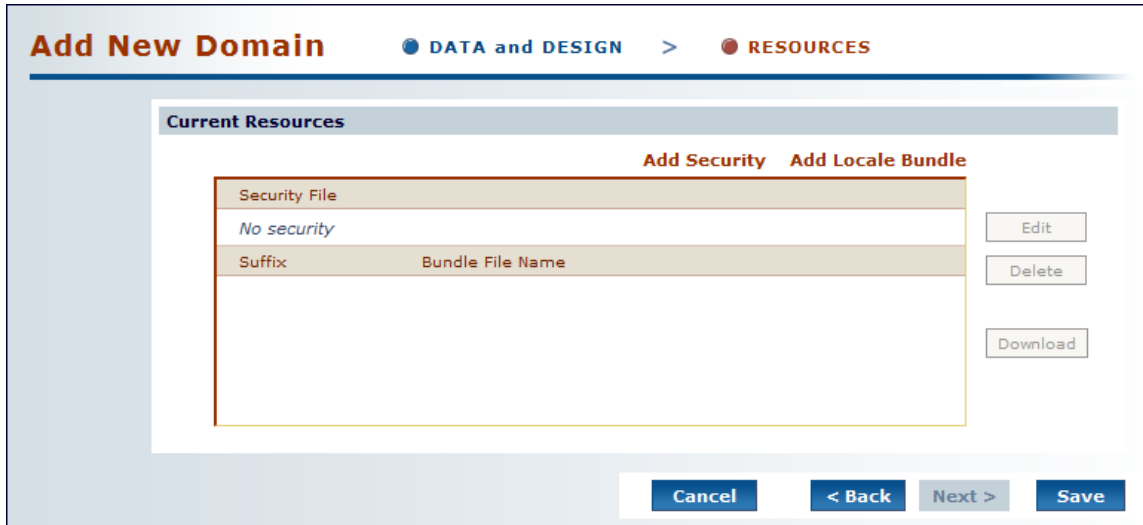 Add New Domain DATA and DESIGN > RESOURCES
Current Resources
Add Security Add Locale Bundle
Security File
No security
Edit
Suffix Bundle File Name
Delete
Download
Cancel < Back Next > Save